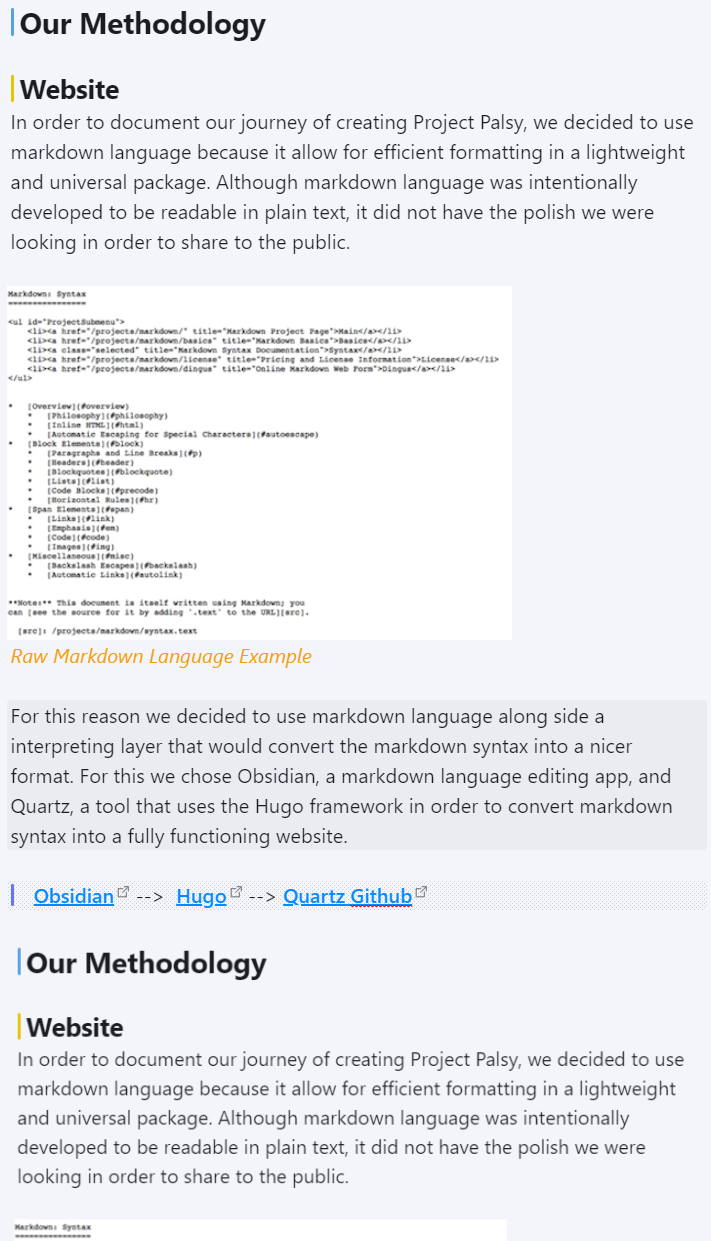 Our Methodology
Website
In order to document our journey of creating Project Palsy, we decided to use
markdown language because it allow for efficient formatting in a lightweight
and universal package. Although markdown language was intentionally
developed to be readable in plain text, it did not have the polish we were
looking in order to share to the public.
Markdown: Syntax
================
<ul id="ProjectSubmenu">
<li><a href="/projects/markdown/" title="Markdown Project Page">Main</a></li>
<li><a href="/projects/markdown/basics" title="Markdown Basics">Basics</a></li>
<li><a class="selected" title="Markdown Syntax Documentation">Syntax</a></li>
<li><a href="/projects/markdown/license" title="Pricing and License Information">License</a></li>
<li><a href="/projects/markdown/dingus" title="Online Markdown Web Form">Dingus</a></li>
</ul>
* [Overview](#overview)
* [Philosophy](#philosophy)
* [Inline HTML](#html)
* [Automatic Escaping for Special Characters](#autoescape)
* [Block Elements](#block)
* [Paragraphs and Line Breaks](#p)
* [Headers](#header)
* [Blockquotes](#blockquote)
* [Lists](#list)
* [Code Blocks](#precode)
* [Horizontal Rules](#hr)
* [Span Elements](#span)
* [Links](#link)
* [Emphasis](#em)
* [Code](#code)
* [Images](#img)
* [Miscellaneous](#misc)
* [Backslash Escapes](#backslash)
* [Automatic Links](#autolink)
**Note:** This document is itself written using Markdown; you
can [see the source for it by adding '.text' to the URL][src].
[src]: /projects/markdown/syntax.text
Raw Markdown Language Example
For this reason we decided to use markdown language along side a
interpreting layer that would convert the markdown syntax into a nicer
format. For this we chose Obsidian, a markdown language editing app, and
Quartz, a tool that uses the Hugo framework in order to convert markdown
syntax into a fully functioning website.
Obsidian --> Hugo --> Quartz Github
Our Methodology
Website
In order to document our journey of creating Project Palsy, we decided to use
markdown language because it allow for efficient formatting in a lightweight
and universal package. Although markdown language was intentionally
developed to be readable in plain text, it did not have the polish we were
looking in order to share to the public.
Markdown: Syntax
================